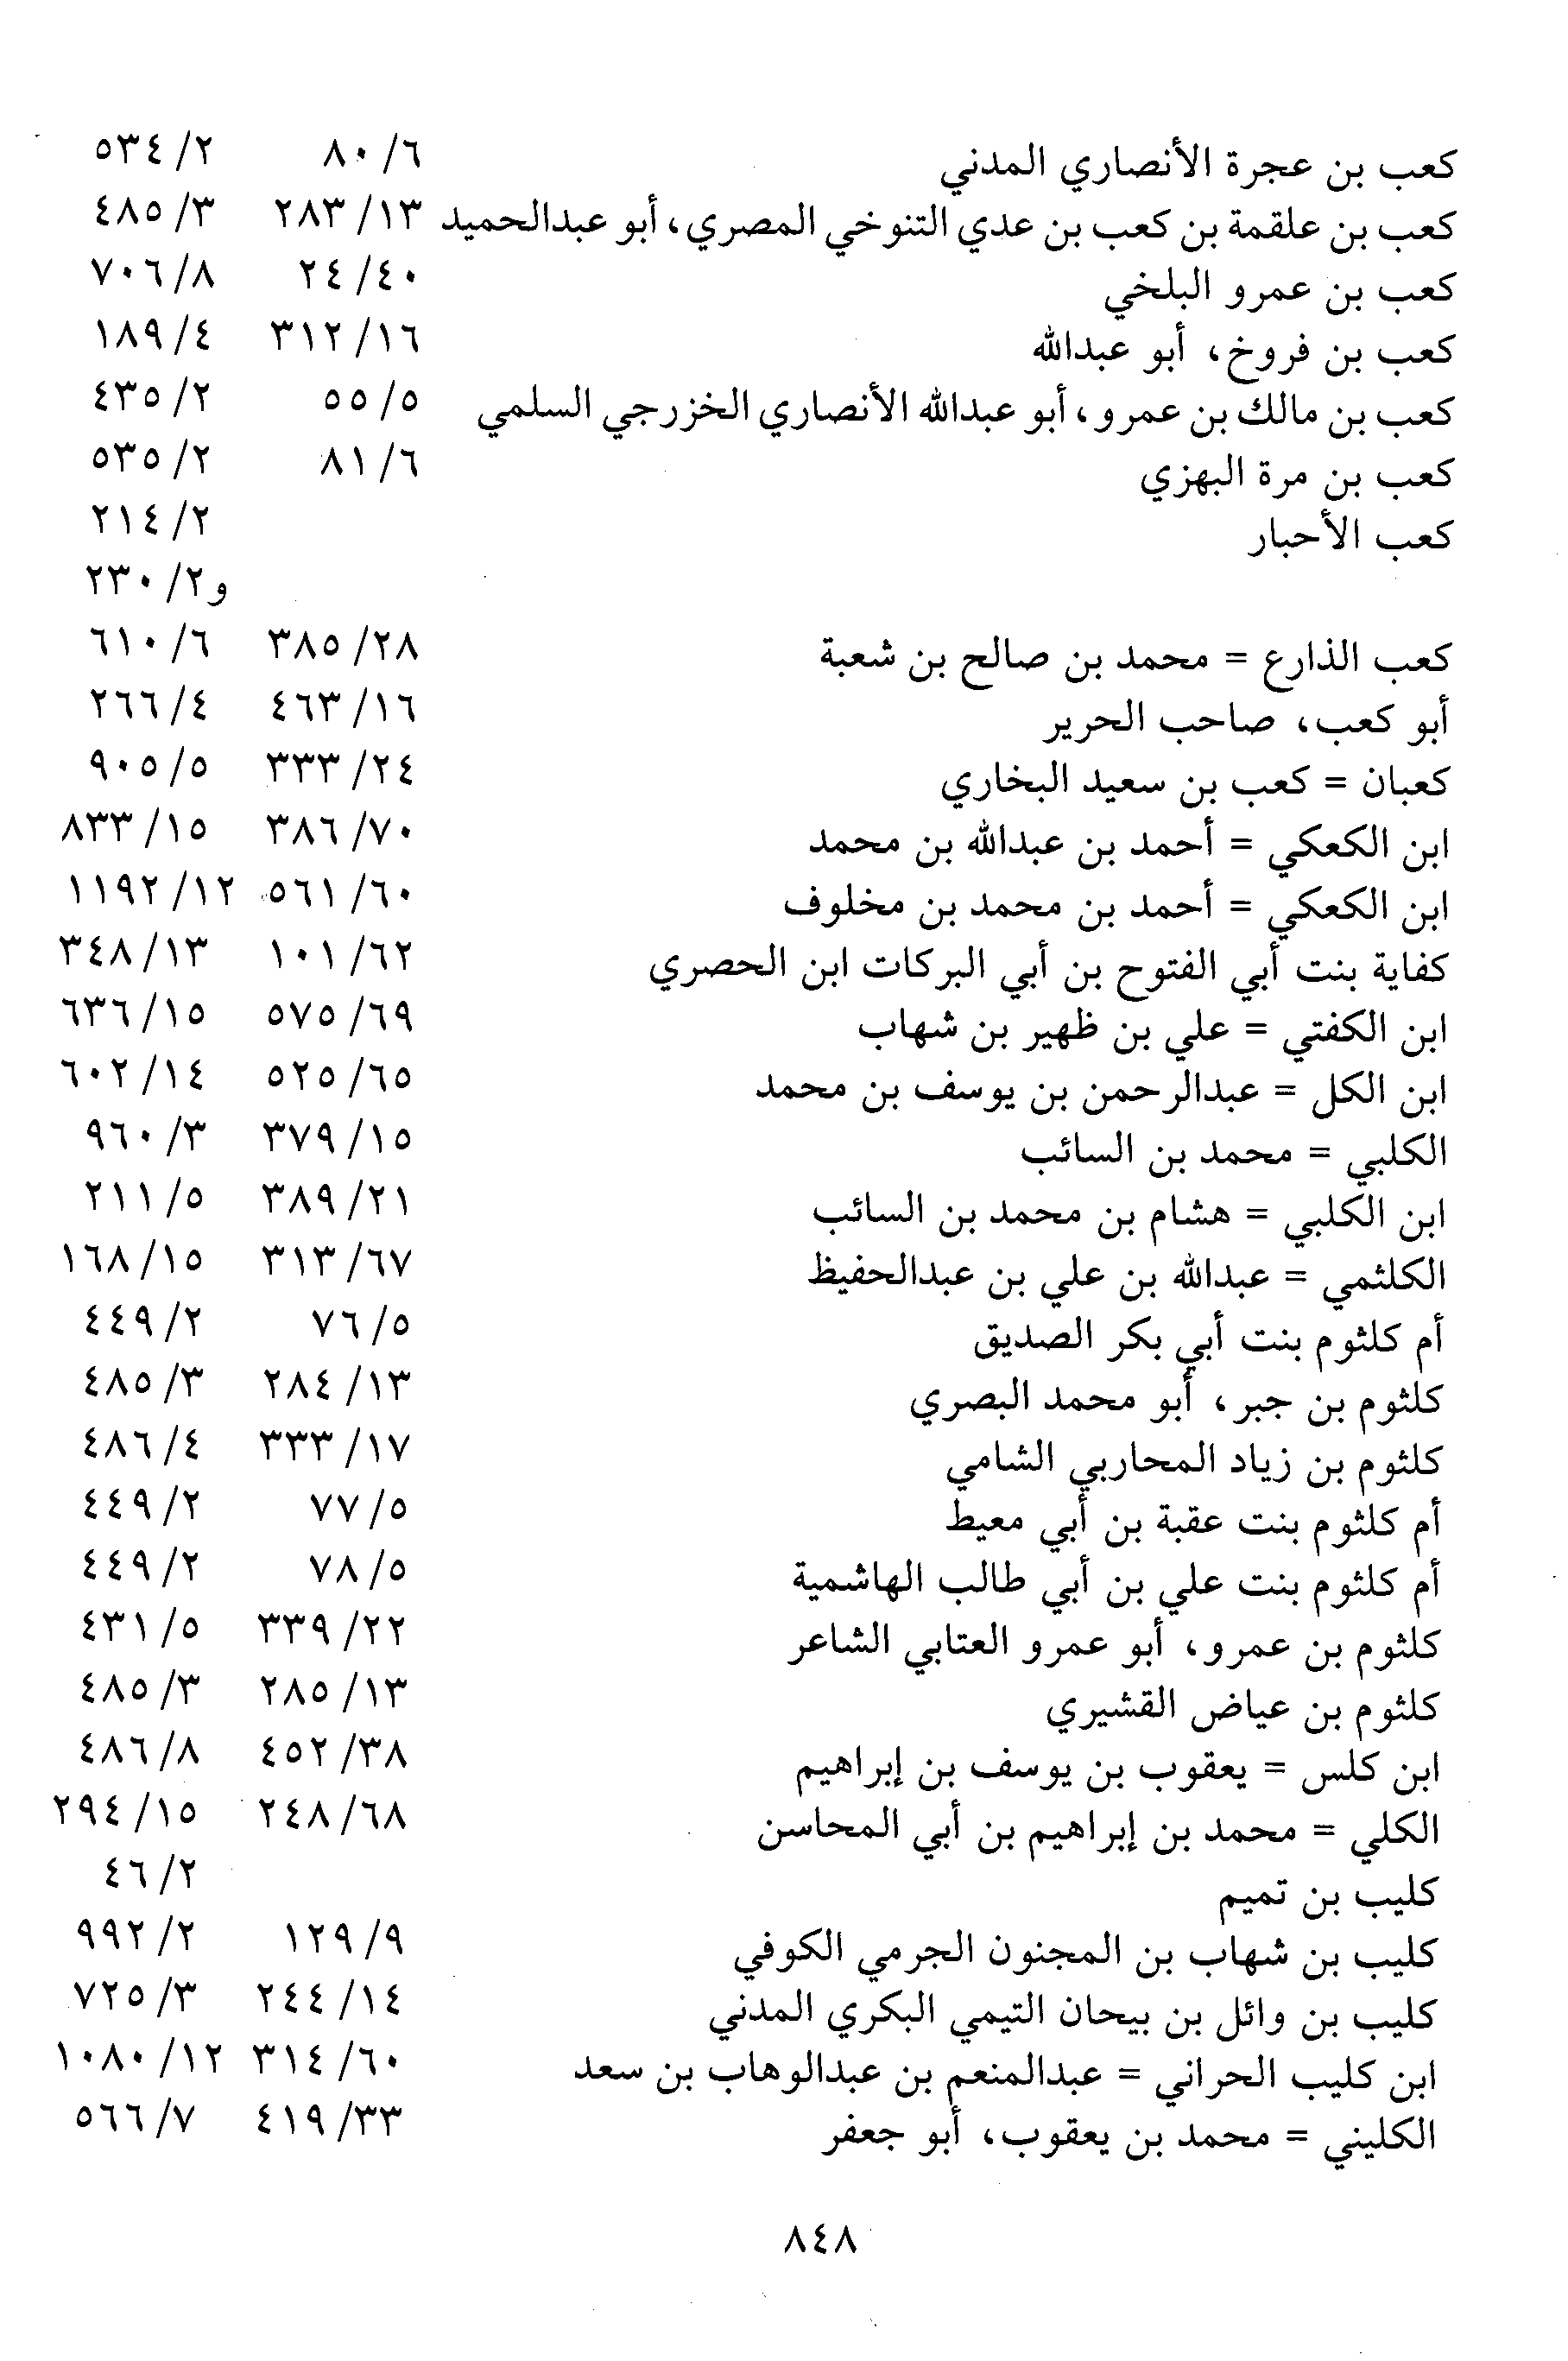 كعب بن عجرة الأنصاري المدني ٦/ ٨٠ ٢/ ٥٣٤
كعب بن علقمة بن كعب بن عدي التنوخي المصري، أبو عبدالحميد ١٣/ ٢٨٣ ٣/ ٤٨٥
كعب بن عمرو البلخي ٤٠/ ٢٤ ٨/ ٧٠٦
كعب بن فروخ، أبو عبدالله ١٦/ ٣١٢ ٤/ ١٨٩
كعب بن مالك بن عمرو، أبو عبدالله الأنصاري الخزرجي السلمي ٥/ ٥٥ ٢/ ٤٣٥
كعب بن مرة البهزي ٦/ ٨١ ٢/ ٥٣٥
كعب الأحبار ٢/ ٢١٤
و٢/ ٢٣٠
كعب الذارع = محمد بن صالح بن شعبة ٢٨/ ٣٨٥ ٦/ ٦١٠
أبو كعب، صاحب الحرير ١٦/ ٤٦٣ ٤/ ٢٦٦
كعبان = كعب بن سعيد البخاري ٢٤/ ٣٣٣ ٥/ ٩٠٥
ابن الكعكي = أحمد بن عبدالله بن محمد ٧٠/ ٣٨٦ ١٥/ ٨٣٣
ابن الكعكي = أحمد بن محمد بن مخلوف ٦٠/ ٥٦١ ١٢/ ١١٩٢
كفاية بنت أبي الفتوح بن أبي البركات ابن الحصري ٦٢/ ١٠١ ١٣/ ٣٤٨
ابن الكفتي = علي بن ظهير بن شهاب ٦٩/ ٥٧٥ ١٥/ ٦٣٦
ابن الكل = عبدالرحمن بن يوسف بن محمد ٦٥/ ٥٢٥ ١٤/ ٦٠٢
الكلبي = محمد بن السائب ١٥/ ٣٧٩ ٣/ ٩٦٠
ابن الكلبي = هشام بن محمد بن السائب ٢١/ ٣٨٩ ٥/ ٢١١
الكلثمي = عبدالله بن علي بن عبدالحفيظ ٦٧/ ٣١٣ ١٥/ ١٦٨
أم كلثوم بنت أبي بكر الصديق ٥/ ٧٦ ٢/ ٤٤٩
كلثوم بن جبر، أبو محمد البصري ١٣/ ٢٨٤ ٣/ ٤٨٥
كلثوم بن زياد المحاربي الشامي ١٧/ ٣٣٣ ٤/ ٤٨٦
أم كلثوم بنت عقبة بن أبي معيط ٥/ ٧٧ ٢/ ٤٤٩
أم كلثوم بنت علي بن أبي طالب الهاشمية ٥/ ٧٨ ٢/ ٤٤٩
كلثوم بن عمرو، أبو عمرو العتابي الشاعر ٢٢/ ٣٣٩ ٥/ ٤٣١
كلثوم بن عياض القشيري ١٣/ ٢٨٥ ٣/ ٤٨٥
ابن كلس = يعقوب بن يوسف بن إبراهيم ٣٨/ ٤٥٢ ٨/ ٤٨٦
الكلي = محمد بن إبراهيم بن أبي المحاسن ٦٨/ ٢٤٨ ١٥/ ٢٩٤
كليب بن تميم ٢/ ٤٦
كليب بن شهاب بن المجنون الجرمي الكوفي ٩/ ١٢٩ ٢/ ٩٩٢
كليب بن وائل بن بيحان التيمي البكري المدني ١٤/ ٢٤٤ ٣/ ٧٢٥
ابن كليب الحراني = عبدالمنعم بن عبدالوهاب بن سعد ٦٠/ ٣١٤ ١٢/ ١٠٨٠
الكليني = محمد بن يعقوب، أبو جعفر ٣٣/ ٤١٩ ٧/ ٥٦٦
٨٤٨